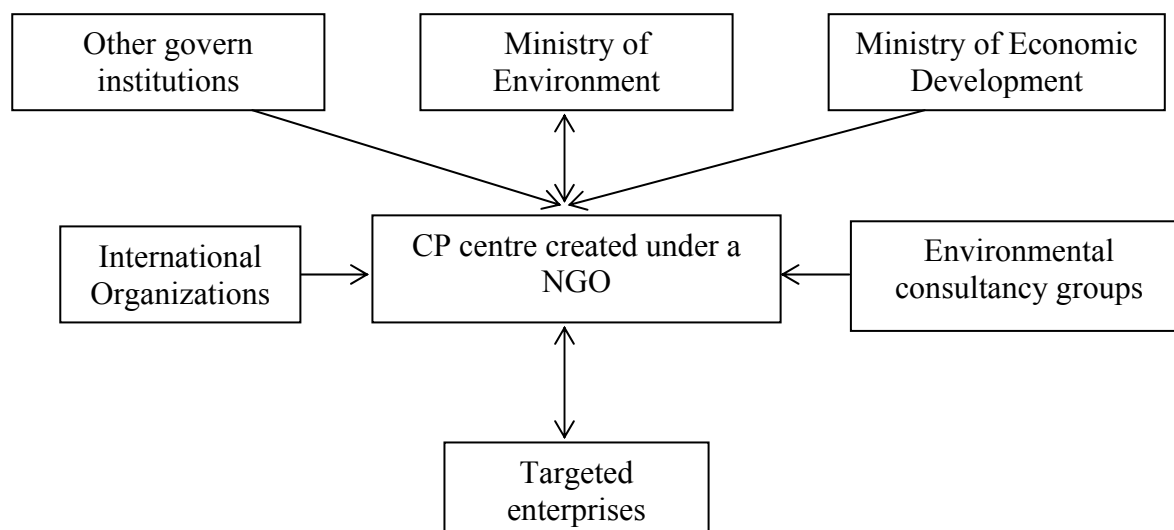 Other govern
institutions
Ministry of
Environment
Ministry of Economic
Development
International
Organizations
CP centre created under a
NGO
Environmental
consultancy groups
Targeted
enterprises